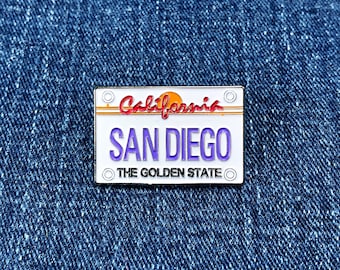 California
SAN DIEGO
THE GOLDEN STATE